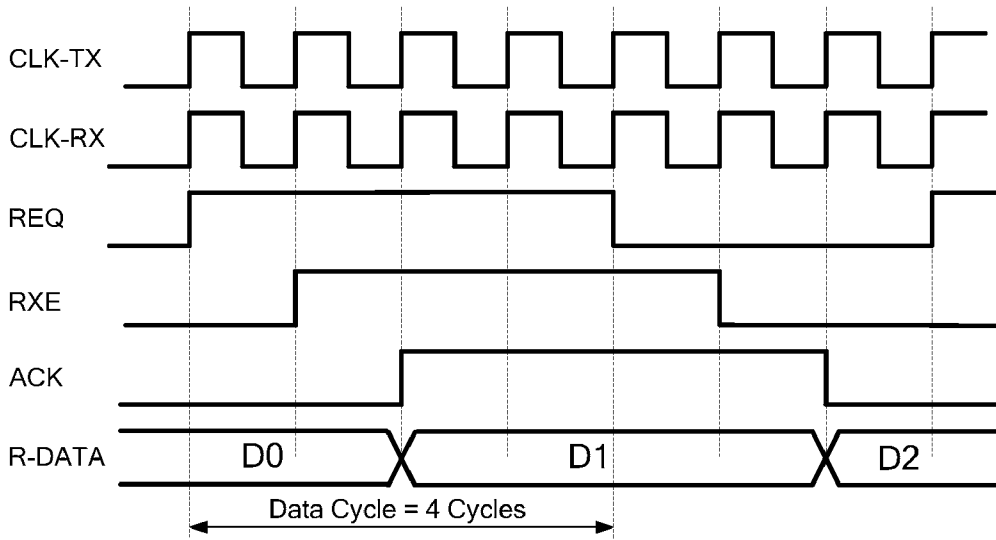 CLK-TX
CLK-RX
REQ
RXE
ACK
R-DATA D0 D1 D2
Data Cycle = 4 Cycles